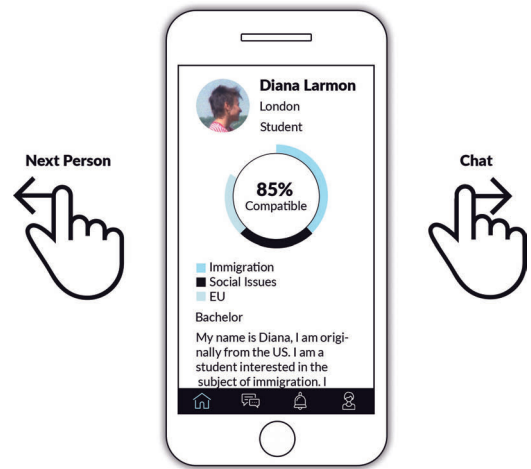 Diana Larmon
London
Student
Next Person
Chat
85%
Compatible
Immigration
Social Issues
EU
Bachelor
My name is Diana, I am origi-
nally from the US. I am a
student interested in the
subject of immigration. I